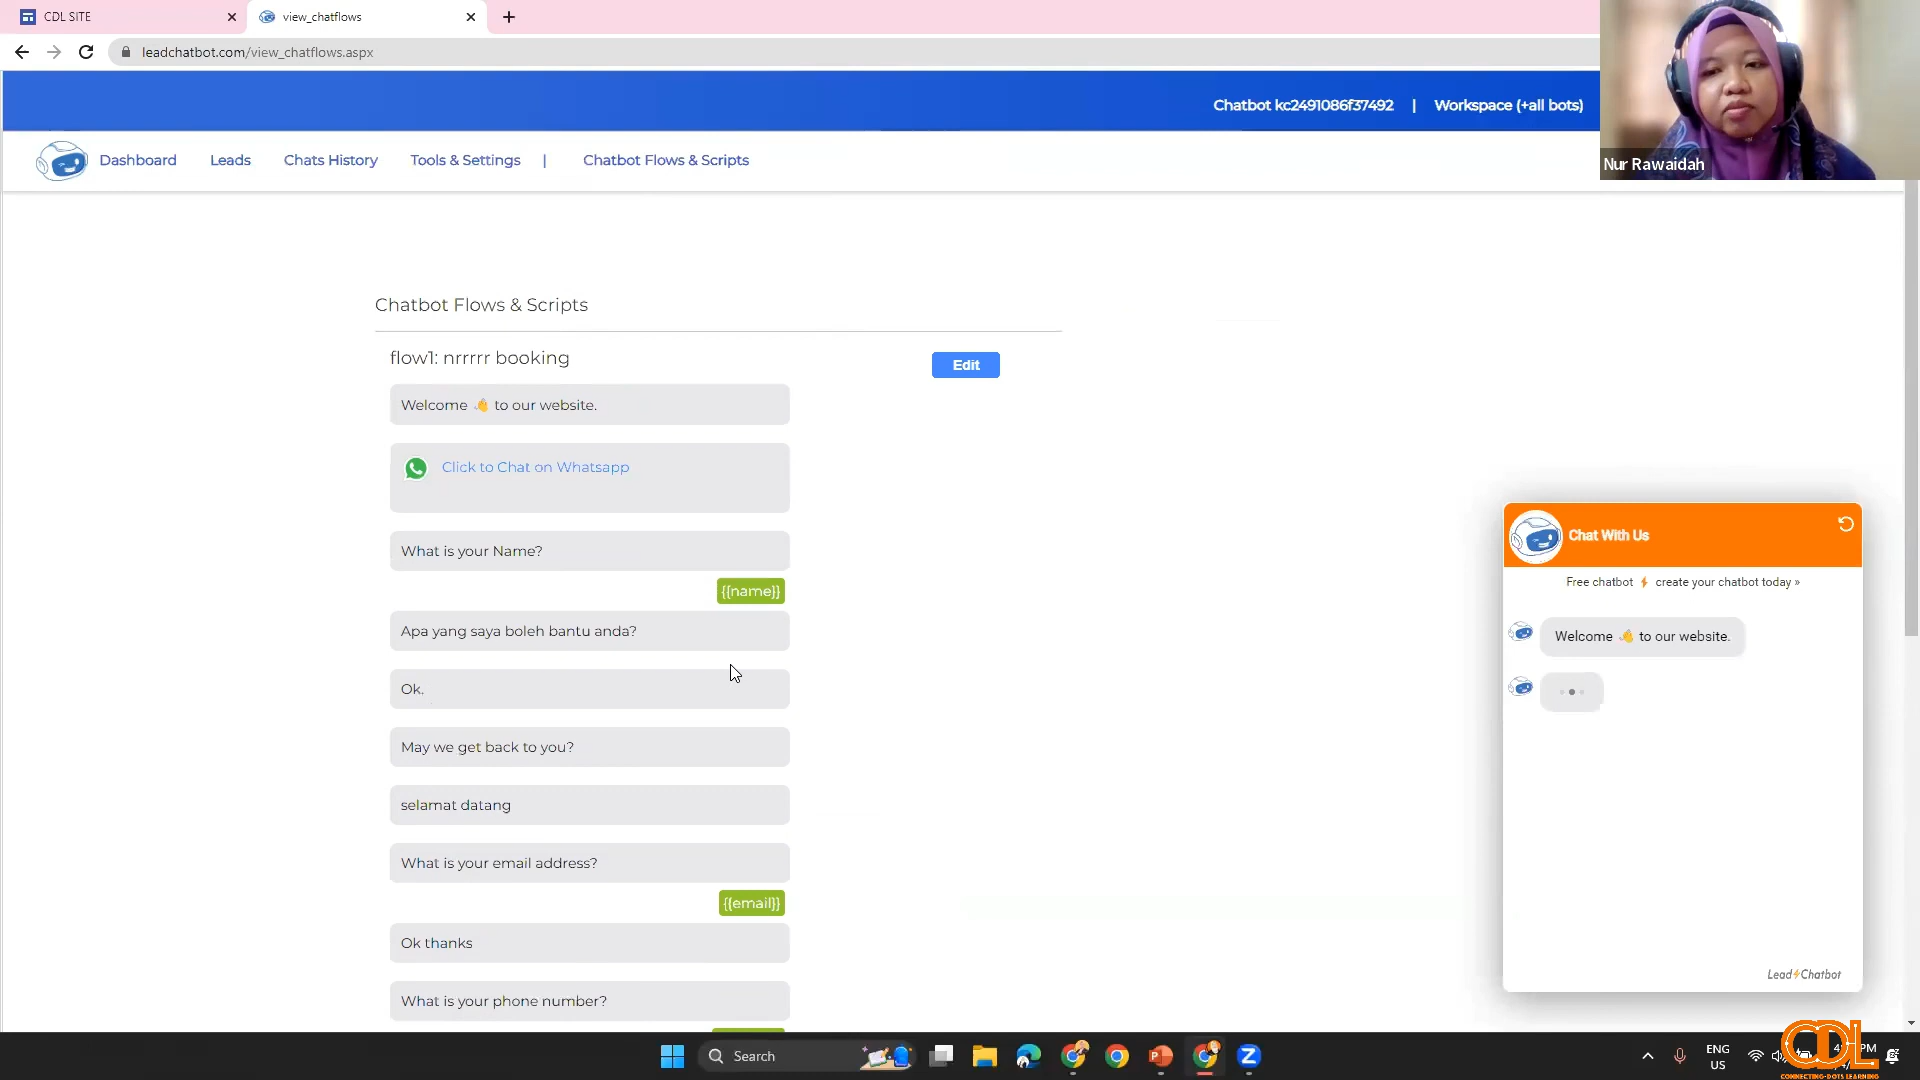 CDL SITE
view_chatflows
leadchatbot.com/view_chatflows.aspx
Chatbot kc2491086f37492 | Workspace (+all bots)
Nur Rawaidah
Dashboard Leads Chats History Tools & Settings | Chatbot Flows & Scripts
Chatbot Flows & Scripts
flow1: nrrrrr booking
Edit
Welcome 👋 to our website.
Click to Chat on Whatsapp
What is your Name?
{{name}}
Apa yang saya boleh bantu anda?
Ok.
May we get back to you?
selamat datang
What is your email address?
{{email}}
Ok thanks
What is your phone number?
Chat With Us
Free chatbot ⚡ create your chatbot today »
Welcome 👋 to our website.
Lead⚡Chatbot
Search
ENG
US
PM
CDL
CONNECTING-DOTS LEARNING